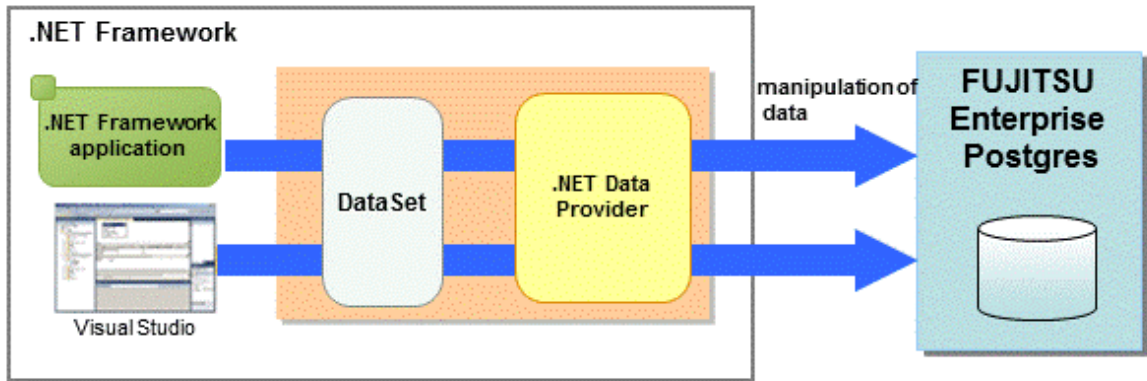 .NET Framework
.NET Framework
application
Visual Studio
DataSet
.NET Data
Provider
manipulation of
data
FUJITSU
Enterprise
Postgres